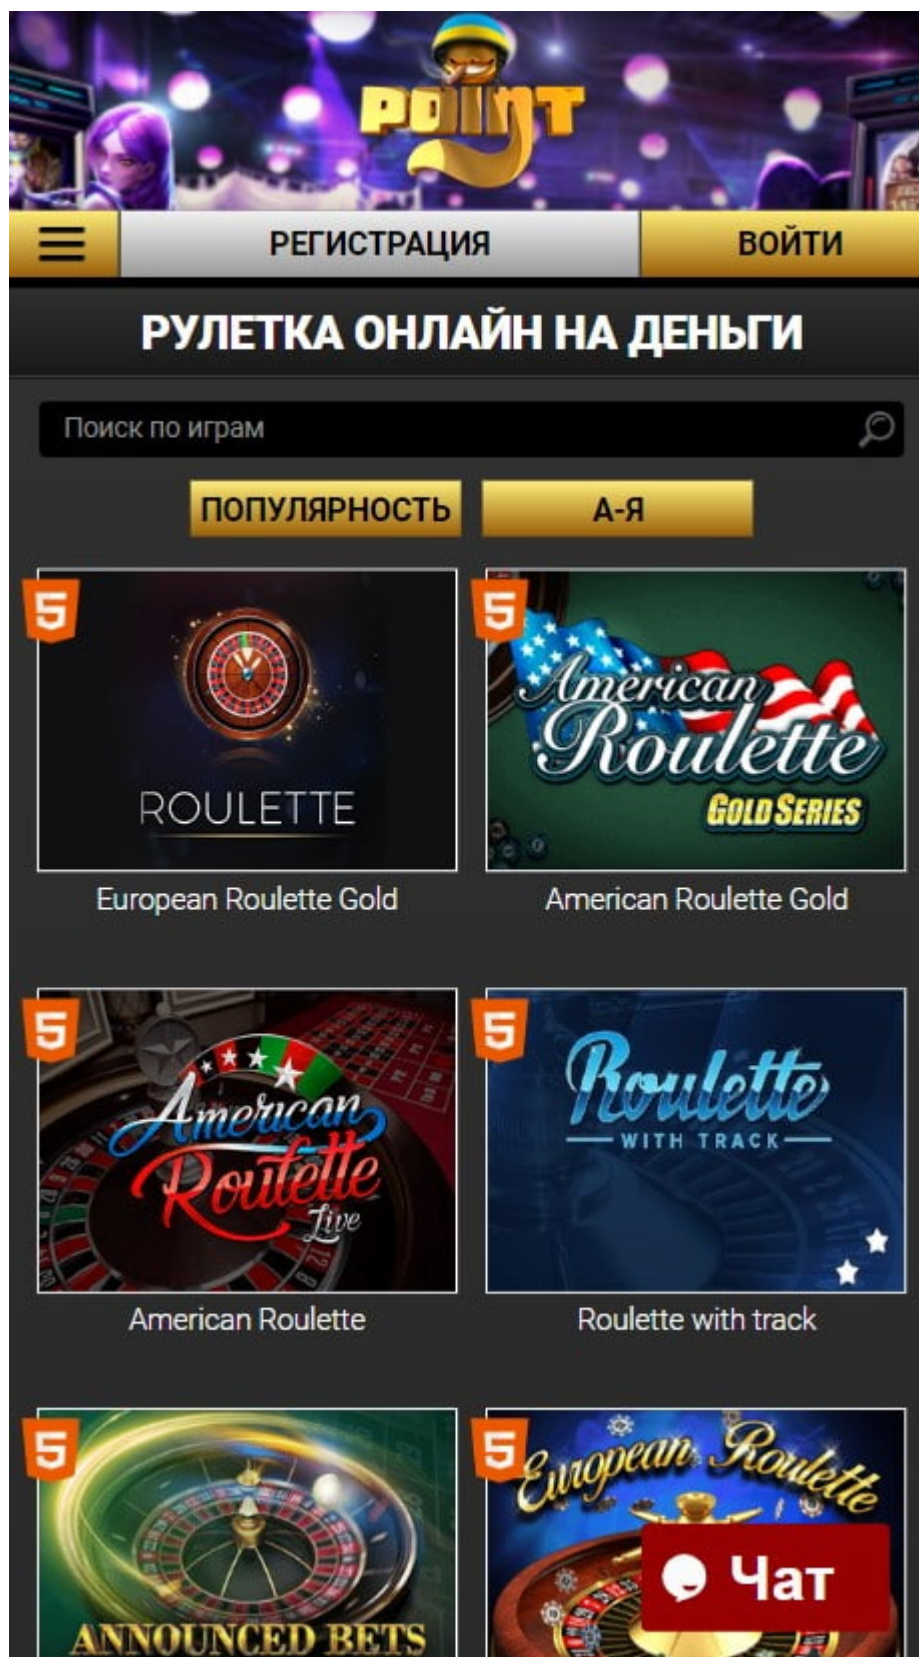 POINT
РЕГИСТРАЦИЯ
ВОЙТИ
РУЛЕТКА ОНЛАЙН НА ДЕНЬГИ
Поиск по играм
ПОПУЛЯРНОСТЬ
А-Я
5
ROULETTE
European Roulette Gold
5
American
Roulette
GOLD SERIES
American Roulette Gold
5
American
Roulette
Live
American Roulette
5
Roulette
WITH TRACK
Roulette with track
5
ANNOUNCED BETS
5
European Roulette
Чат